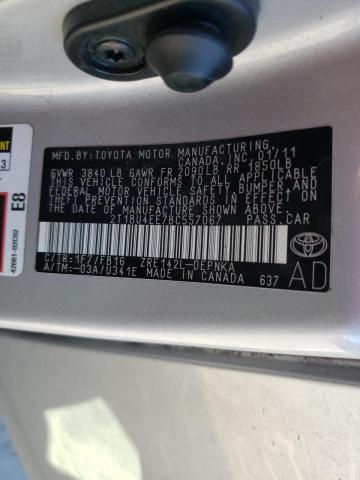 MFD.BY:TOYOTA MOTOR MANUFACTURING,
CANADA, INC. 01/11
GVWR 3840 LB GAWR FR 2090LB RR 1850LB
THIS VEHICLE CONFORMS TO ALL APPLICABLE
FEDERAL MOTOR VEHICLE SAFETY, BUMPER, AND
THEFT PREVENTION STANDARDS IN EFFECT ON
THE DATE OF MANUFACTURE SHOWN ABOVE.
2T1BU4EE7BC557067 PASS.CAR
C/TR:1F7/FB16 ZRE142L-DEPNKA
A/TM:-03A/U341E MADE IN CANADA 637
AD
E8
42661-02C82